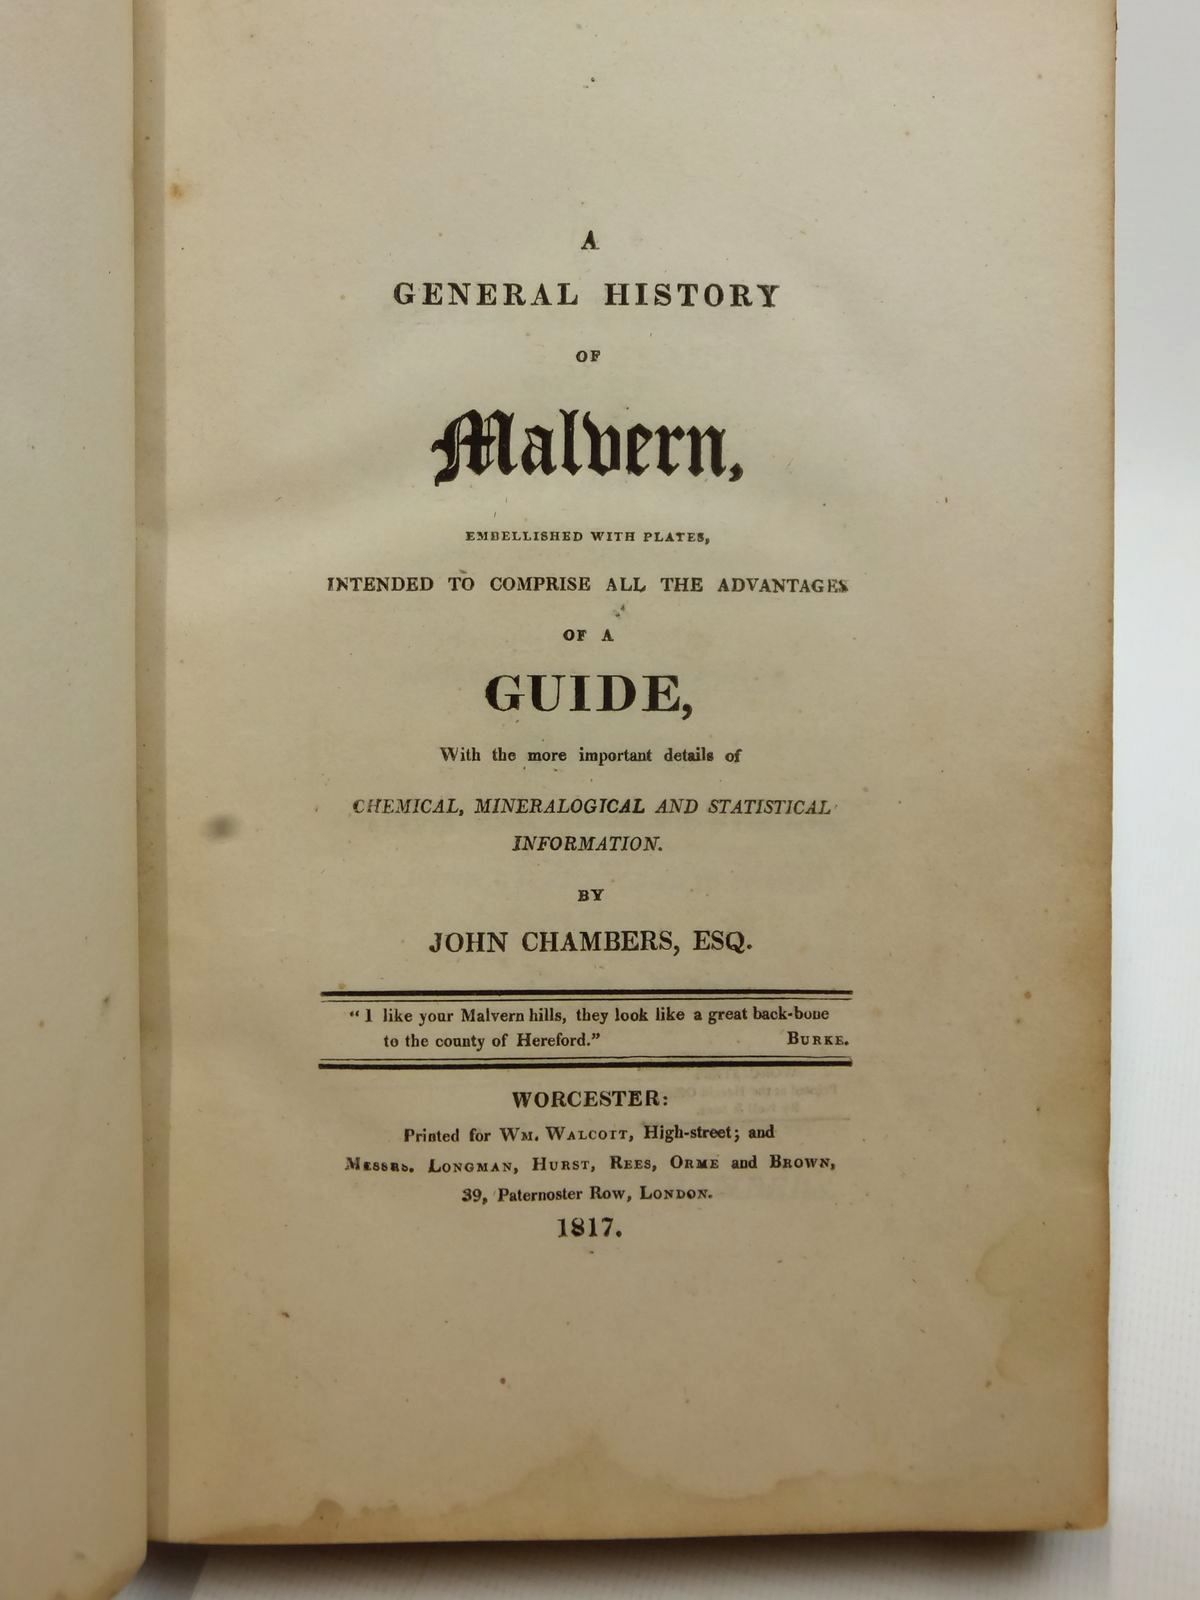 A
GENERAL HISTORY
OF
Malvern,
EMBELLISHED WITH PLATES,
INTENDED TO COMPRISE ALL THE ADVANTAGES
OF A
GUIDE,
With the more important details of
CHEMICAL, MINERALOGICAL AND STATISTICAL
INFORMATION.
BY
JOHN CHAMBERS, ESQ.
“ I like your Malvern hills, they look like a great back-bone
to the county of Hereford.” BURKE.
WORCESTER:
Printed for WM. WALCOTT, High-street; and
MESSRS. LONGMAN, HURST, REES, ORME and BROWN,
39, Paternoster Row, LONDON.
1817.